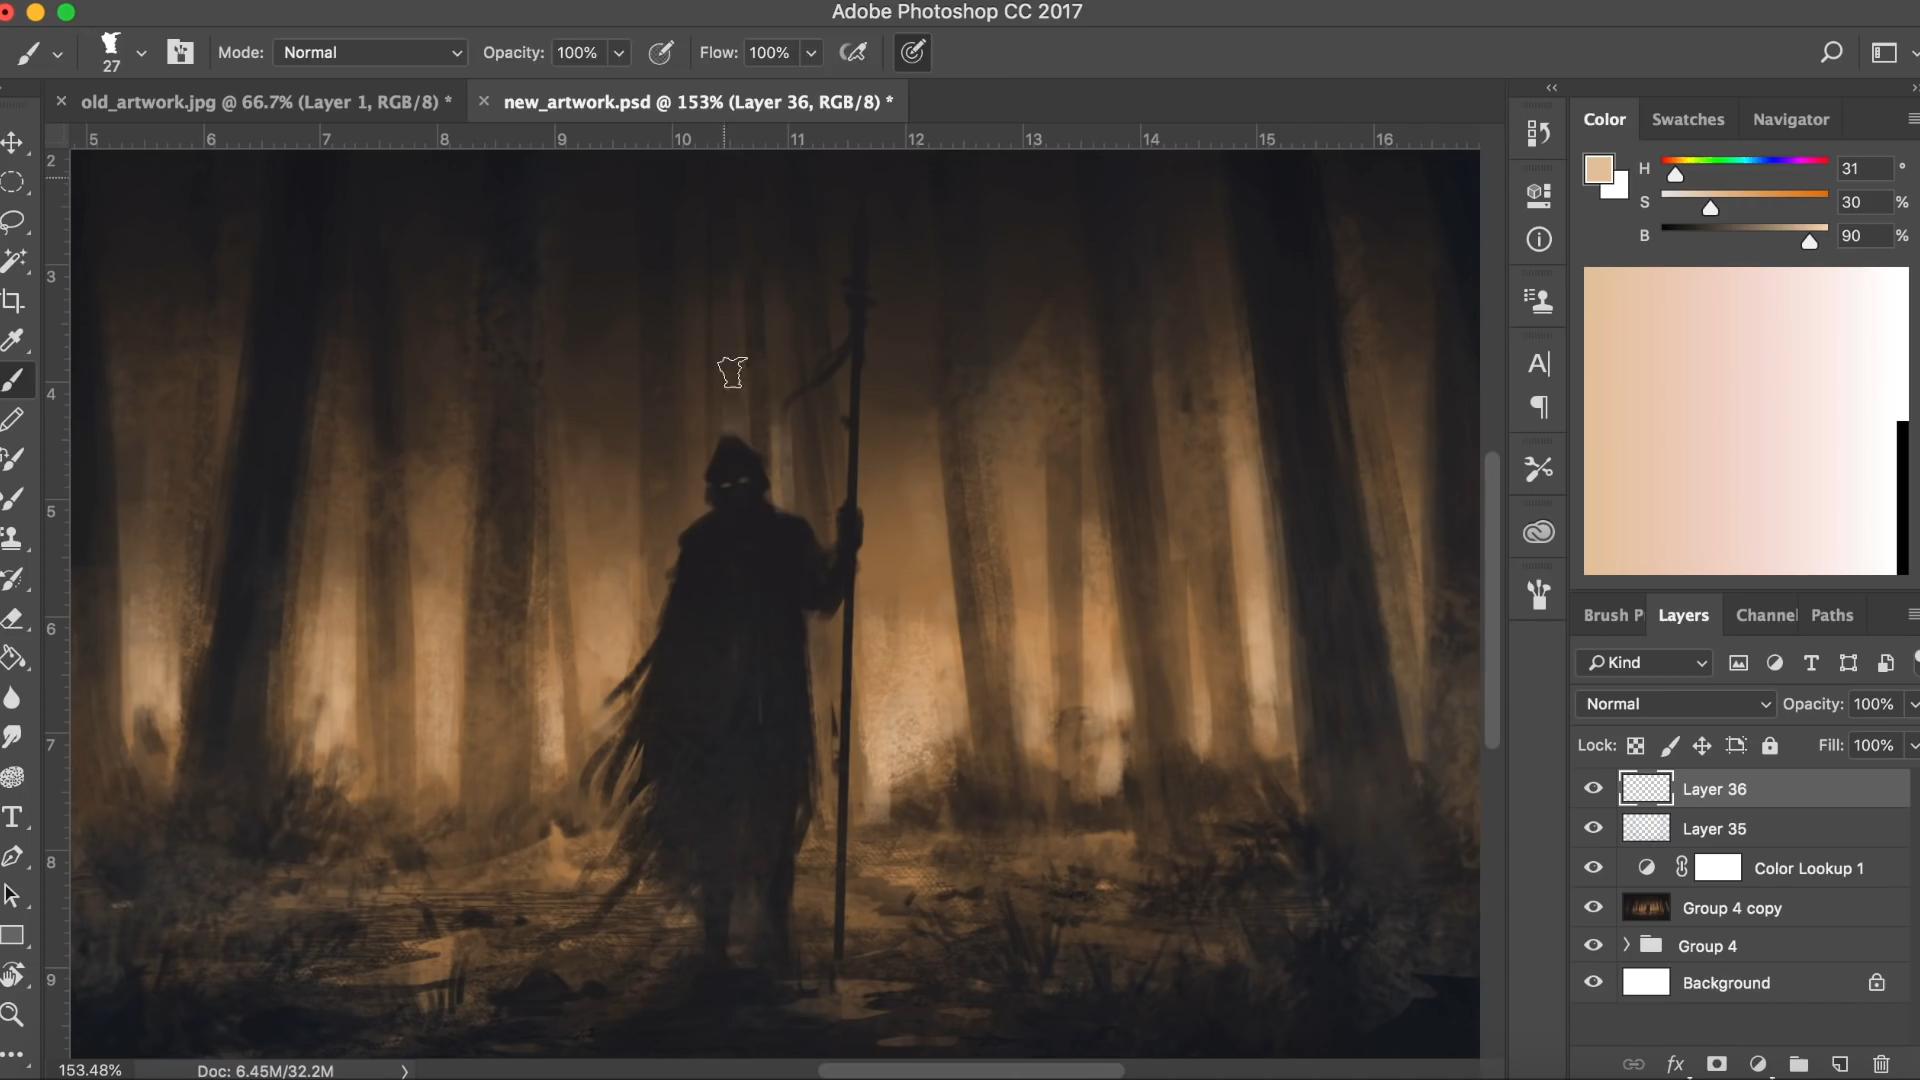 Adobe Photoshop CC 2017
27 Mode: Normal Opacity: 100% Flow: 100%
old_artwork.jpg @ 66.7% (Layer 1, RGB/8) * new_artwork.psd @ 153% (Layer 36, RGB/8) *
5 6 7 8 9 10 11 12 13 14 15 16
2
3
4
5
6
7
8
9
153.48% Doc: 6.45M/32.2M
Color Swatches Navigator
H 31 °
S 30 %
B 90 %
Brush P Layers Channel Paths
Kind
Normal Opacity: 100%
Lock: Fill: 100%
Layer 36
Layer 35
Color Lookup 1
Group 4 copy
Group 4
Background
fx